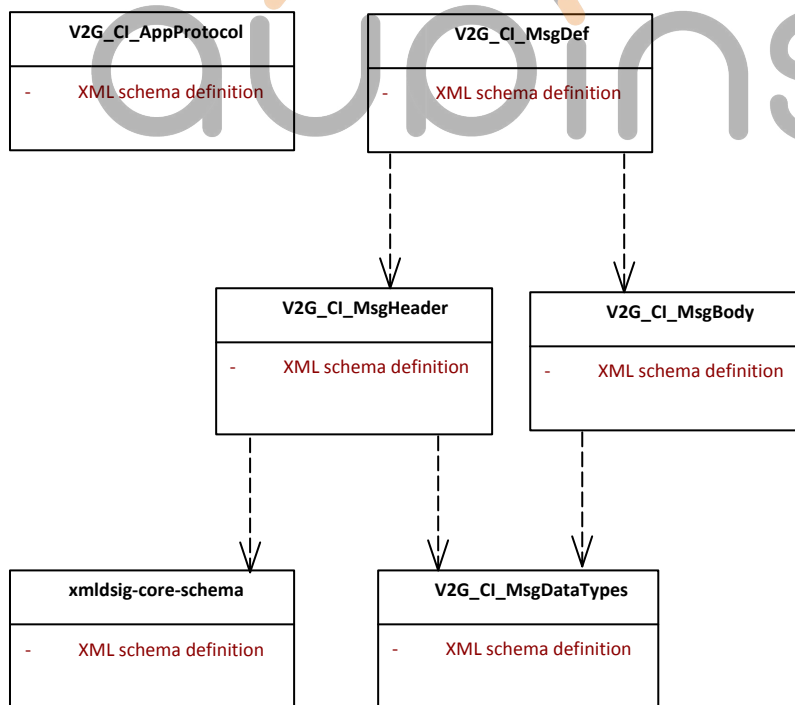 V2G_CI_AppProtocol
- XML schema definition
V2G_CI_MsgDef
- XML schema definition
V2G_CI_MsgHeader
- XML schema definition
V2G_CI_MsgBody
- XML schema definition
xmldsig-core-schema
- XML schema definition
V2G_CI_MsgDataTypes
- XML schema definition